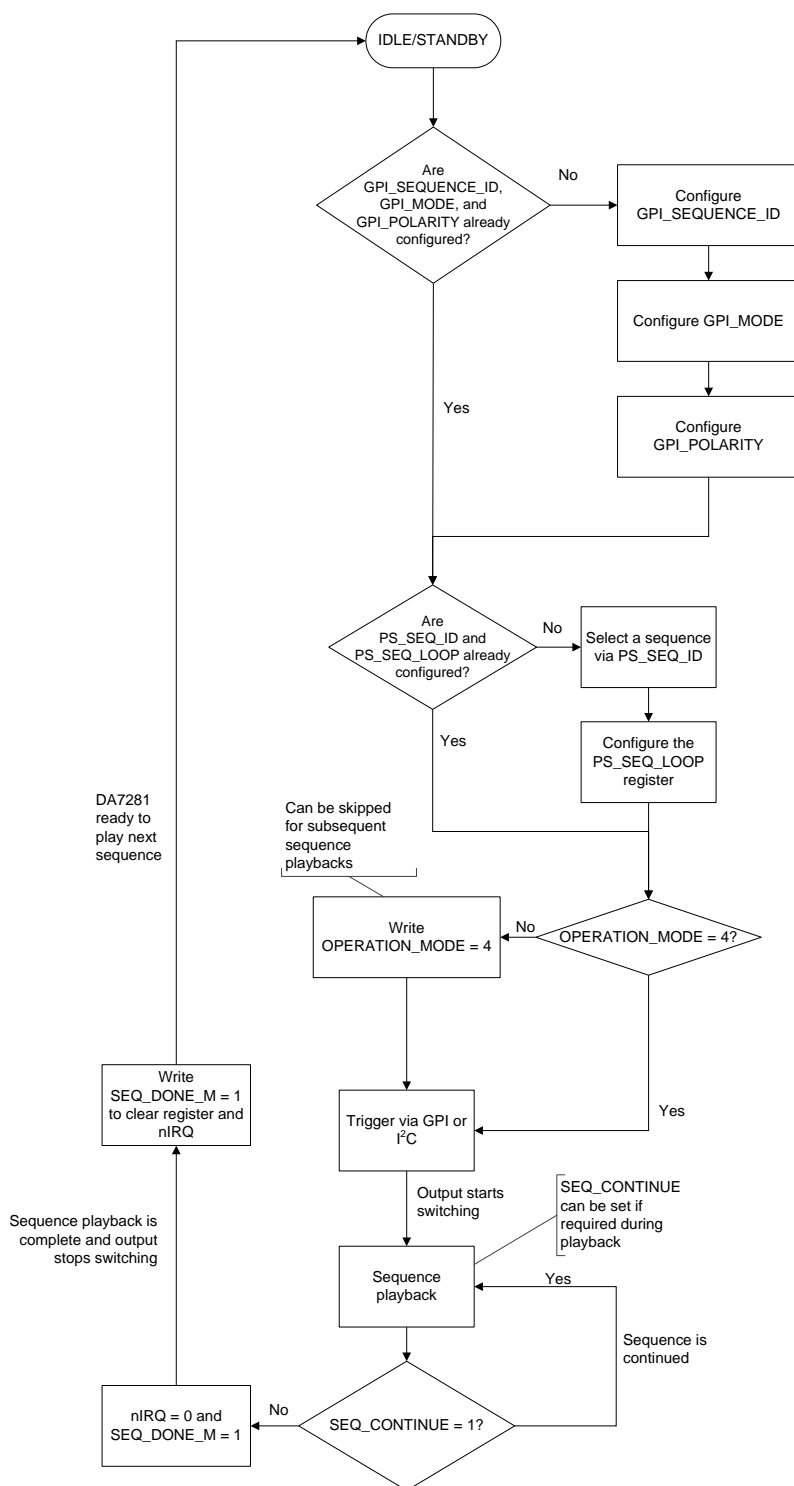 IDLE/STANDBY
Are
GPI_SEQUENCE_ID,
GPI_MODE, and
GPI_POLARITY already
configured?
No
Configure
GPI_SEQUENCE_ID
Configure GPI_MODE
Configure
GPI_POLARITY
Yes
Are
PS_SEQ_ID and
PS_SEQ_LOOP already
configured?
No
Select a sequence
via PS_SEQ_ID
Configure the
PS_SEQ_LOOP
register
Yes
DA7281
ready to
play next
sequence
Can be skipped
for subsequent
sequence
playbacks
Write
OPERATION_MODE = 4
No
OPERATION_MODE = 4?
Yes
Write
SEQ_DONE_M = 1
to clear register and
nIRQ
Trigger via GPI or
I²C
Output starts
switching
SEQ_CONTINUE
can be set if
required during
playback
Sequence playback is
complete and output
stops switching
Sequence
playback
Yes
Sequence is
continued
nIRQ = 0 and
SEQ_DONE_M = 1
No
SEQ_CONTINUE = 1?